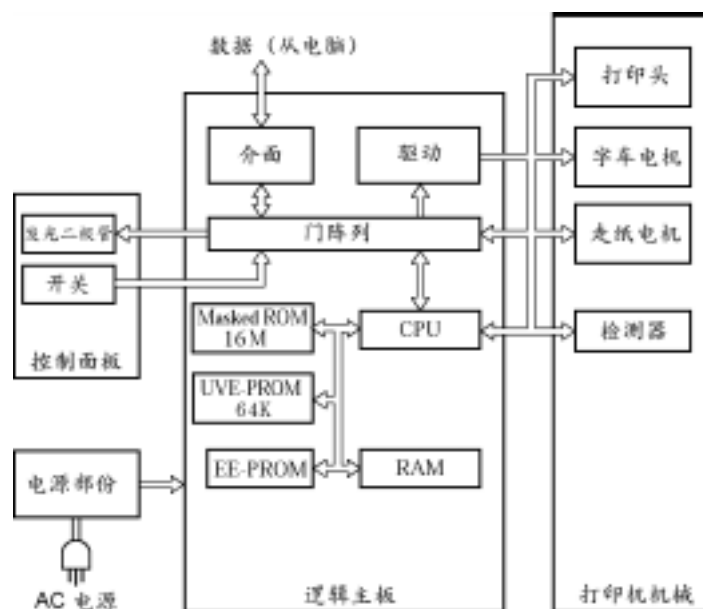 数据 (从电脑)
打印头
介面
驱动
字车电机
发光二极管
门阵列
走纸电机
开关
Masked ROM
16M
CPU
检测器
控制面板
UVE-PROM
64K
电源部份
EE-PROM
RAM
AC 电源
逻辑主板
打印机机械